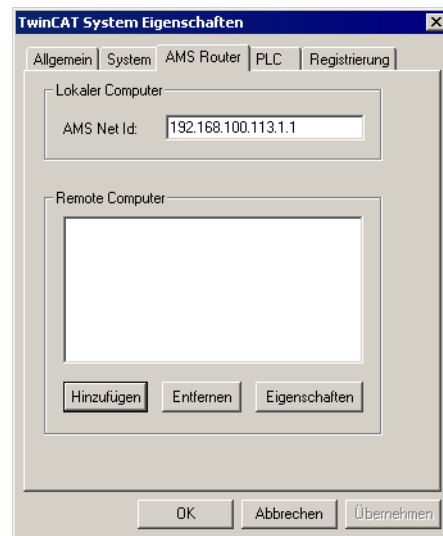 TwinCAT System Eigenschaften
Allgemein System AMS Router PLC Registrierung
Lokaler Computer
AMS Net Id: 192.168.100.113.1.1
Remote Computer
Hinzufügen Entfernen Eigenschaften
OK Abbrechen Übernehmen